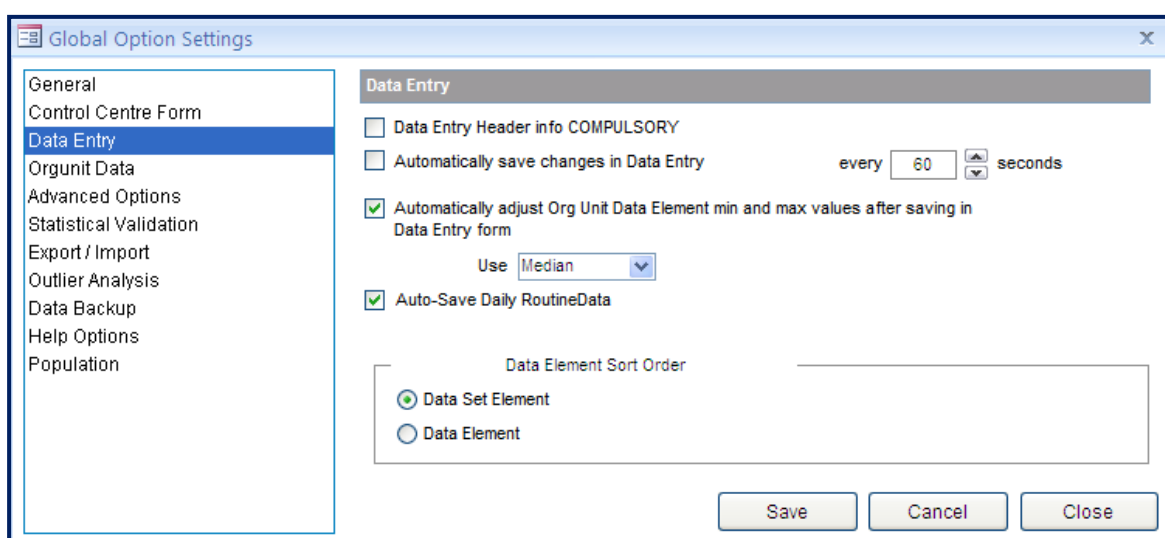 Global Option Settings
General
Control Centre Form
Data Entry
Orgunit Data
Advanced Options
Statistical Validation
Export / Import
Outlier Analysis
Data Backup
Help Options
Population
Data Entry
Data Entry Header info COMPULSORY
Automatically save changes in Data Entry every 60 seconds
Automatically adjust Org Unit Data Element min and max values after saving in
Data Entry form
Use Median
Auto-Save Daily RoutineData
Data Element Sort Order
Data Set Element
Data Element
Save Cancel Close